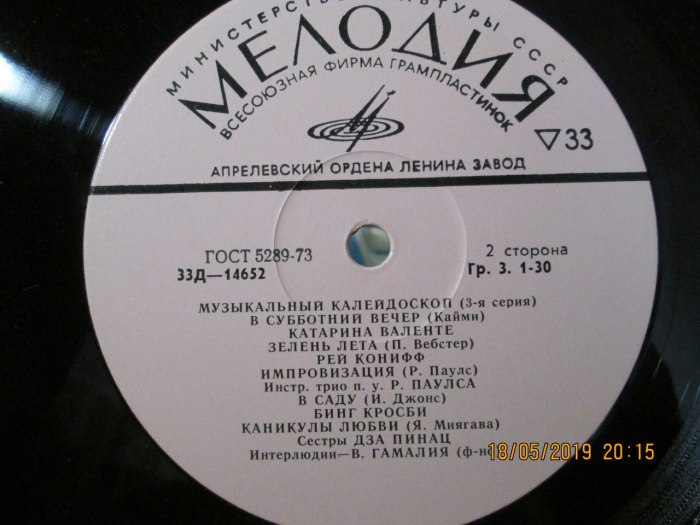 МИНИСТЕРСТВО КУЛЬТУРЫ СССР
МЕЛОДИЯ
ВСЕСОЮЗНАЯ ФИРМА ГРАМПЛАСТИНОК
▽33
АПРЕЛЕВСКИЙ ОРДЕНА ЛЕНИНА ЗАВОД
ГОСТ 5289-73
2 сторона
33Д—14652
Гр. 3. 1-30
МУЗЫКАЛЬНЫЙ КАЛЕЙДОСКОП (3-я серия)
В СУББОТНИЙ ВЕЧЕР (Кайми)
КАТАРИНА ВАЛЕНТЕ
ЗЕЛЕНЬ ЛЕТА (П. Вебстер)
РЕЙ КОНИФФ
ИМПРОВИЗАЦИЯ (Р. Паулс)
Инстр. трио п. у. Р. ПАУЛСА
В САДУ (И. Джонс)
БИНГ КРОСБИ
КАНИКУЛЫ ЛЮБВИ (Я. Миягава)
Сестры ДЗА ПИНАЦ
Интерлюдии—В. ГАМАЛИЯ
18/05/2019 20:15